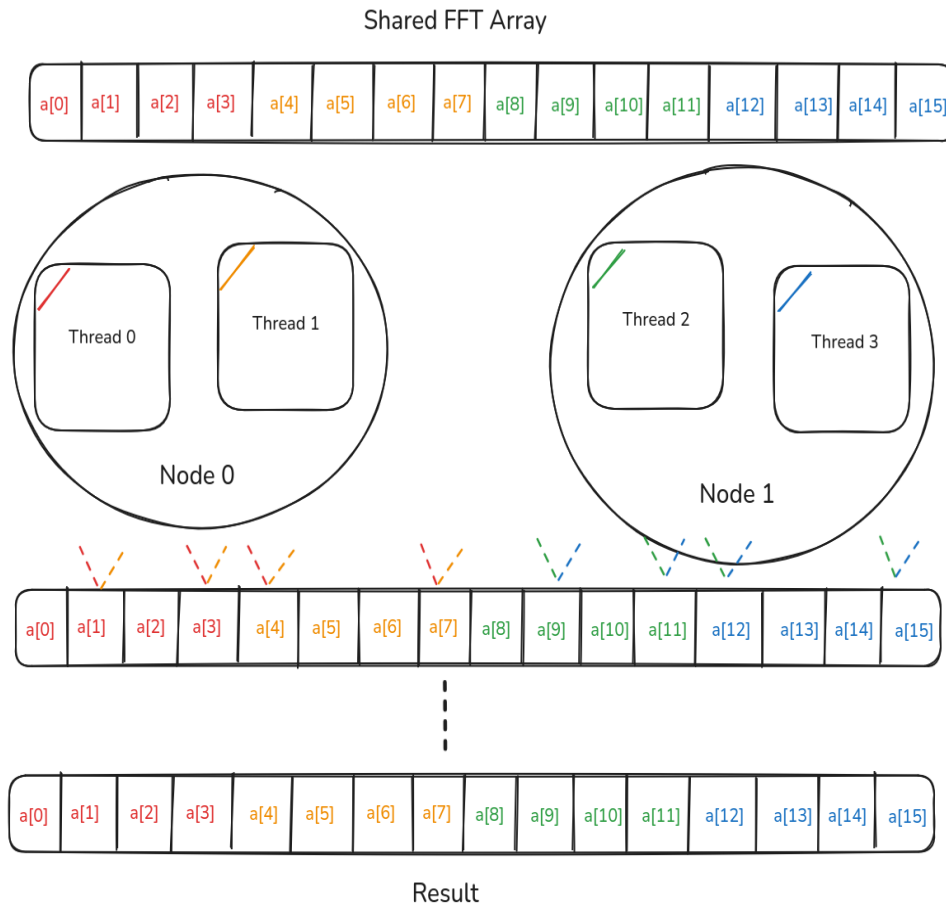 Shared FFT Array
a[0] a[1] a[2] a[3] a[4] a[5] a[6] a[7] a[8] a[9] a[10] a[11] a[12] a[13] a[14] a[15]
Thread 0
Thread 1
Node 0
Thread 2
Thread 3
Node 1
a[0] a[1] a[2] a[3] a[4] a[5] a[6] a[7] a[8] a[9] a[10] a[11] a[12] a[13] a[14] a[15]
a[0] a[1] a[2] a[3] a[4] a[5] a[6] a[7] a[8] a[9] a[10] a[11] a[12] a[13] a[14] a[15]
Result